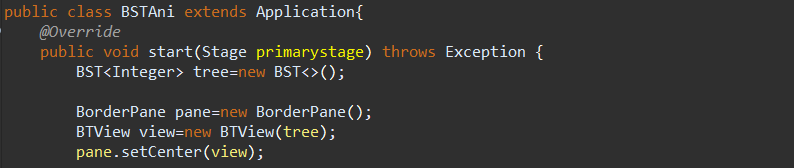 public class BSTAni extends Application{
@Override
public void start(Stage primarystage) throws Exception {
BST<Integer> tree=new BST<>();
BorderPane pane=new BorderPane();
BTView view=new BTView(tree);
pane.setCenter(view);